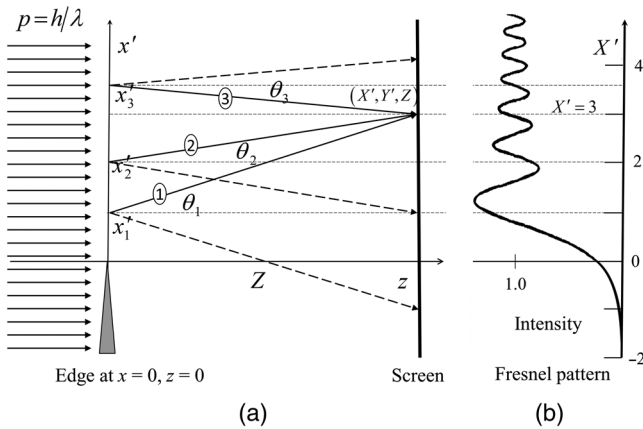 p = h/λ
x′
X′
4
x′₃
③
θ₃
(X′,Y′,Z)
X′ = 3
x′₂
②
θ₂
2
①
θ₁
x′₁
Z
z
1.0
0
Intensity
-2
Edge at x = 0, z = 0
Screen
Fresnel pattern
(a)
(b)